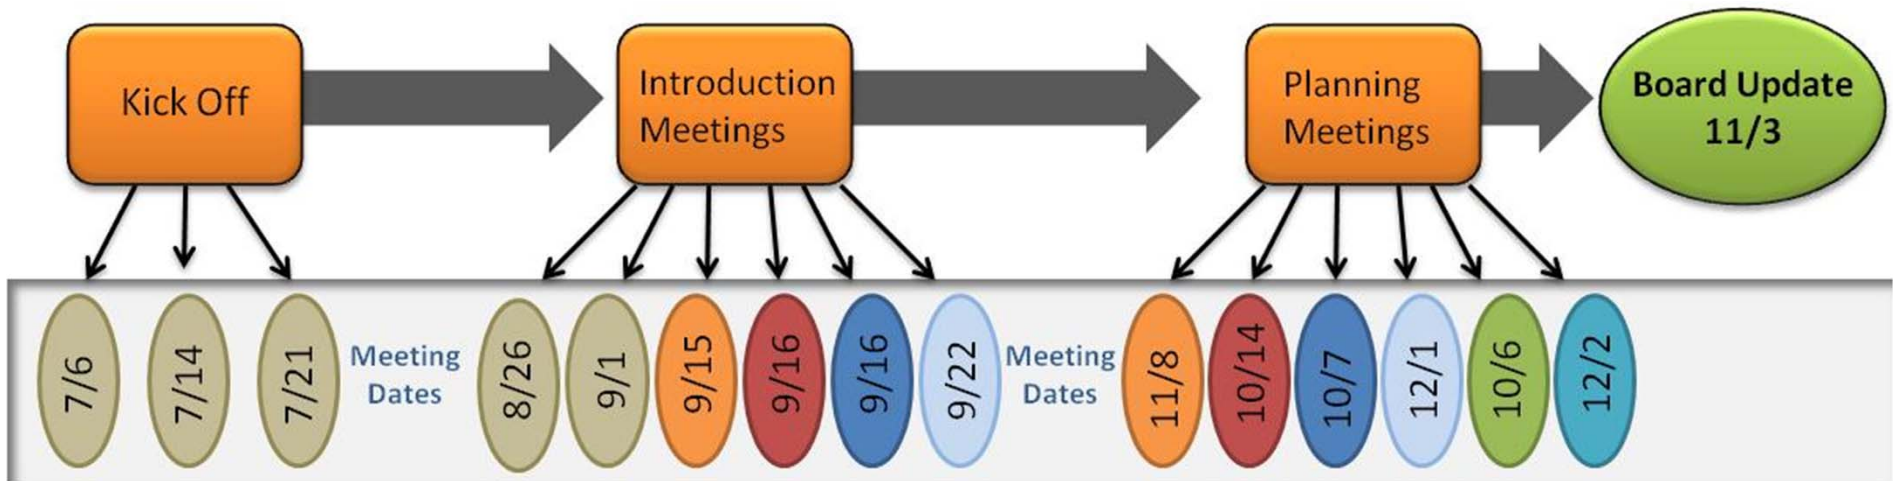 Kick Off
Introduction
Meetings
Planning
Meetings
Board Update
11/3
7/6
7/14
7/21
Meeting
Dates
8/26
9/1
9/15
9/16
9/16
9/22
Meeting
Dates
11/8
10/14
10/7
12/1
10/6
12/2